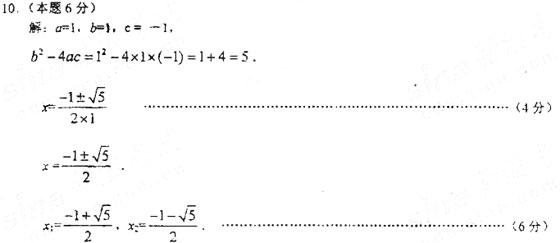 10.（本题6分）
解：a=1，b=1，c = －1，
b² − 4ac = 1² − 4×1×(−1) = 1 + 4 = 5．
x=(−1±√5)/(2×1) ………………………………（4分）
x=(−1±√5)/2．
x₁=(−1+√5)/2，x₂=(−1−√5)/2．………………………………（6分）